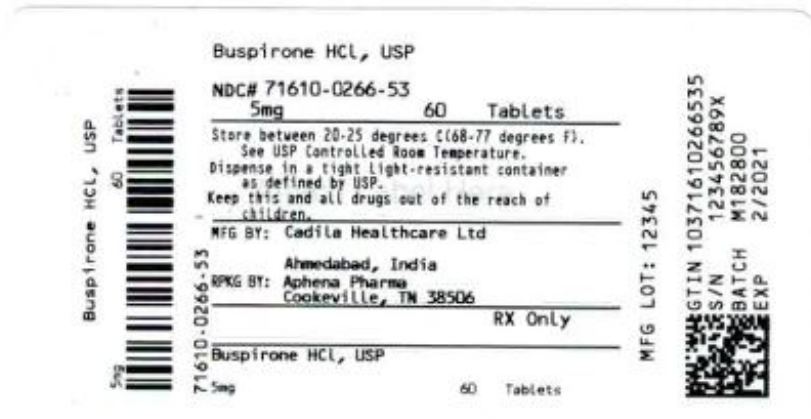 Buspirone HCl, USP
NDC# 71610-0266-53
5mg 60 Tablets
Store between 20-25 degrees C(68-77 degrees F).
See USP Controlled Room Temperature.
Dispense in a tight light-resistant container
as defined by USP.
Keep this and all drugs out of the reach of
children.
MFG BY: Cadila Healthcare Ltd
Ahmedabad, India
RPKG BY: Aphena Pharma
Cookeville, TN 38506
RX Only
Buspirone HCl, USP
5mg 60 Tablets
Buspirone HCl, USP
5mg 60 Tablets
71610-0266-53
MFG LOT: 12345
GTIN 10371610266535
S/N 123456789X
BATCH M182800
EXP 2/2021